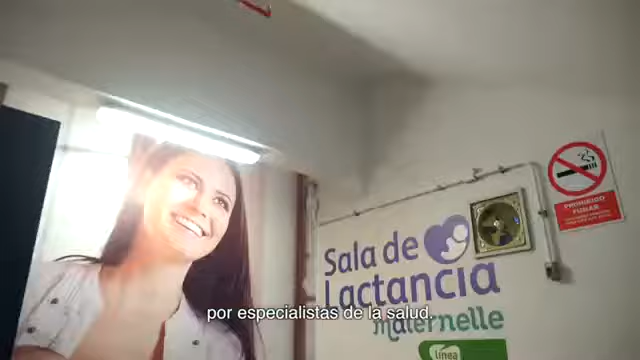 PROHIBIDO
FUMAR
Sala de
Lactancia
maternelle
línea
por especialistas de la salud.